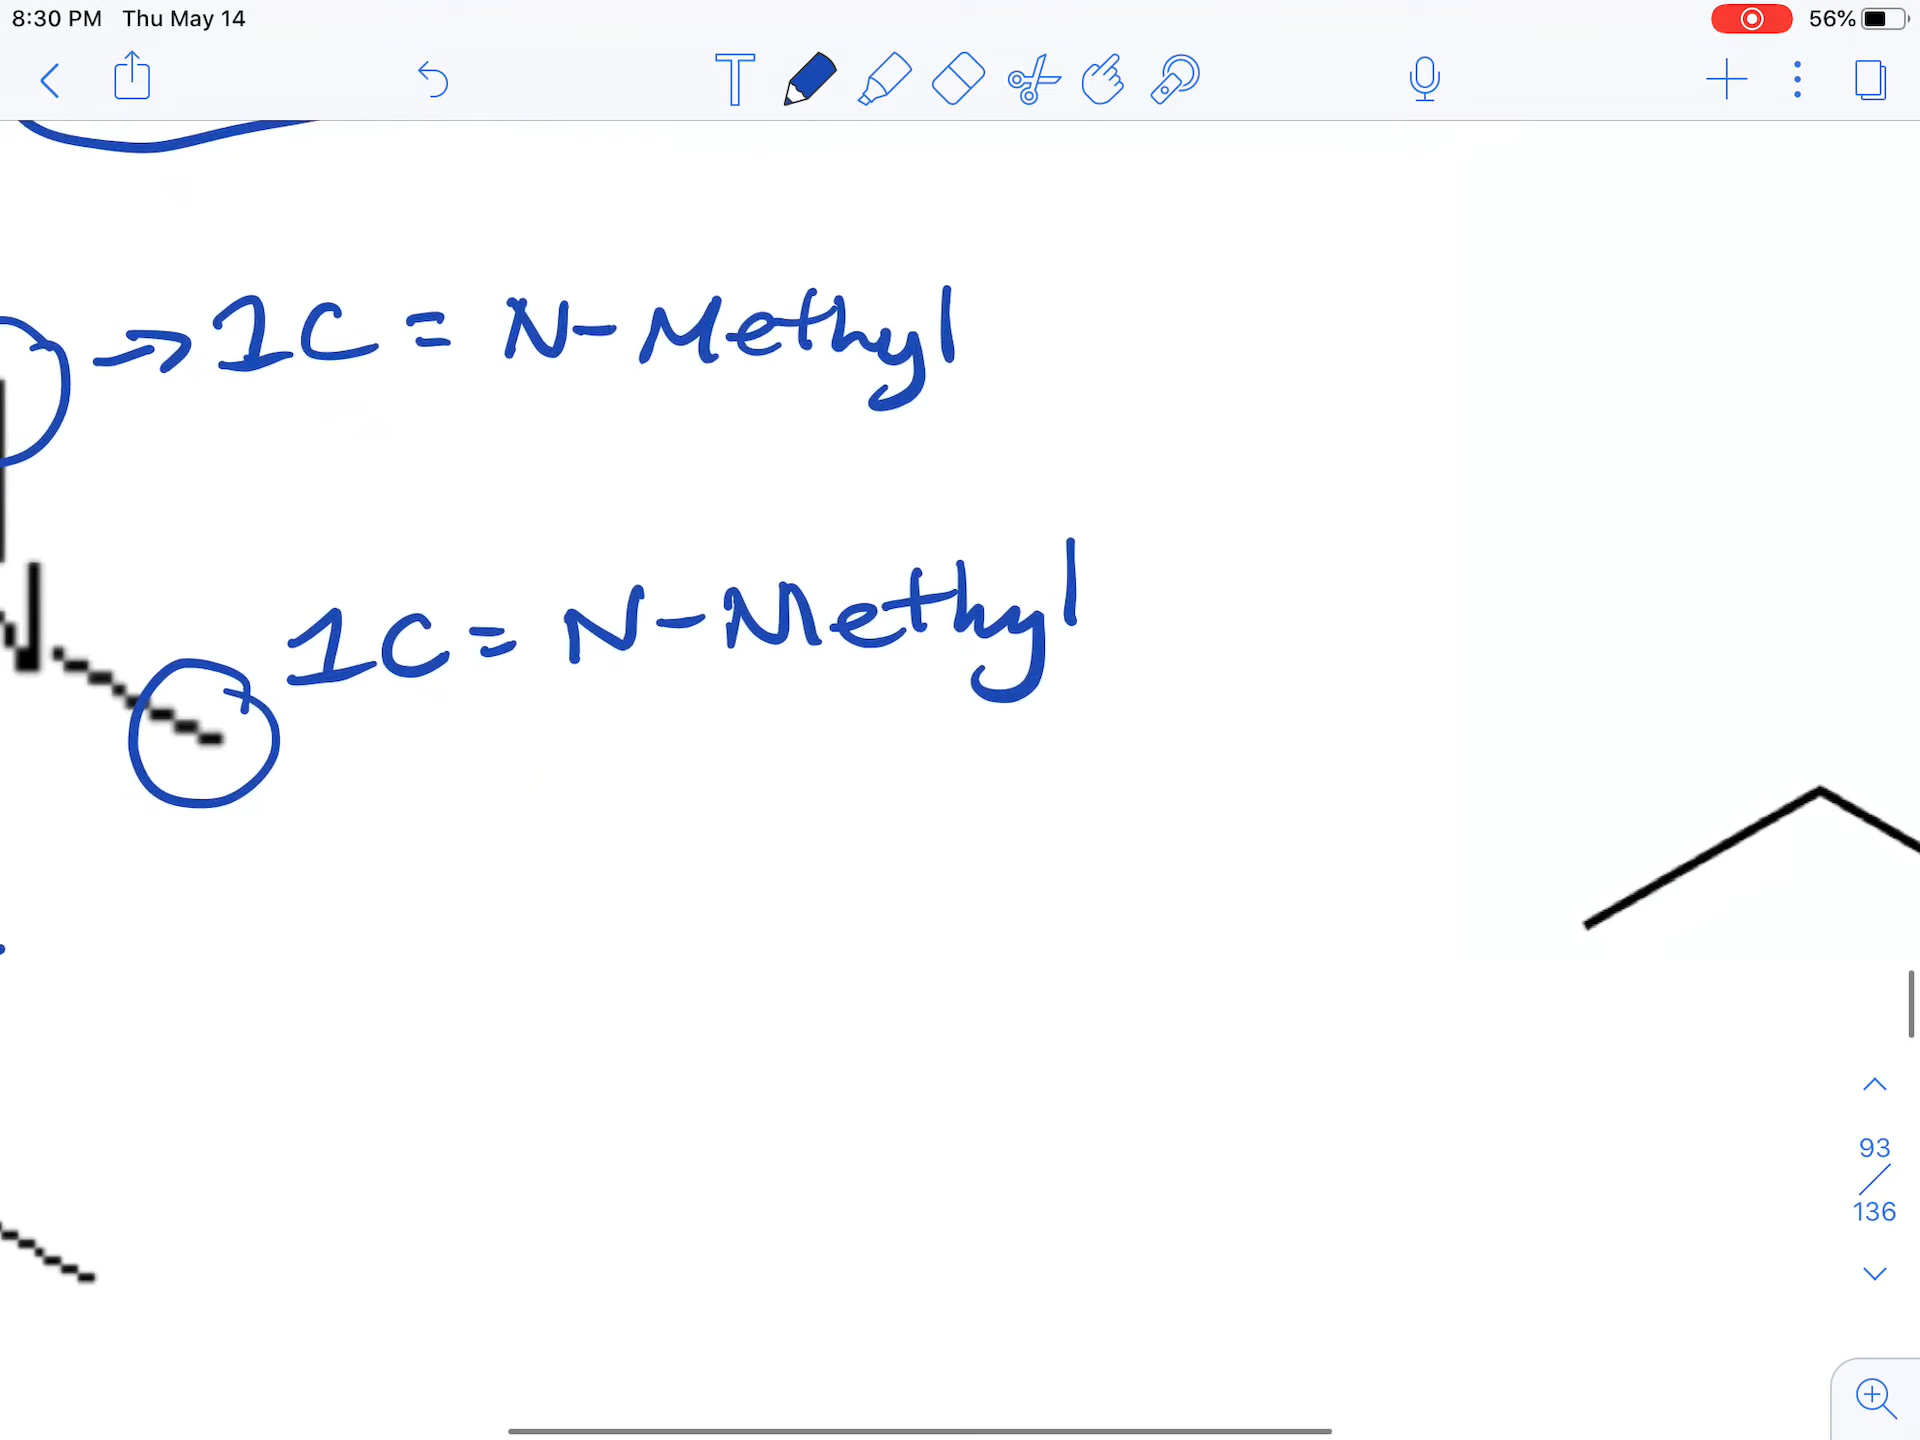 8:30 PM Thu May 14
56%
→ 1C = N-Methyl
1C = N-Methyl
93
136